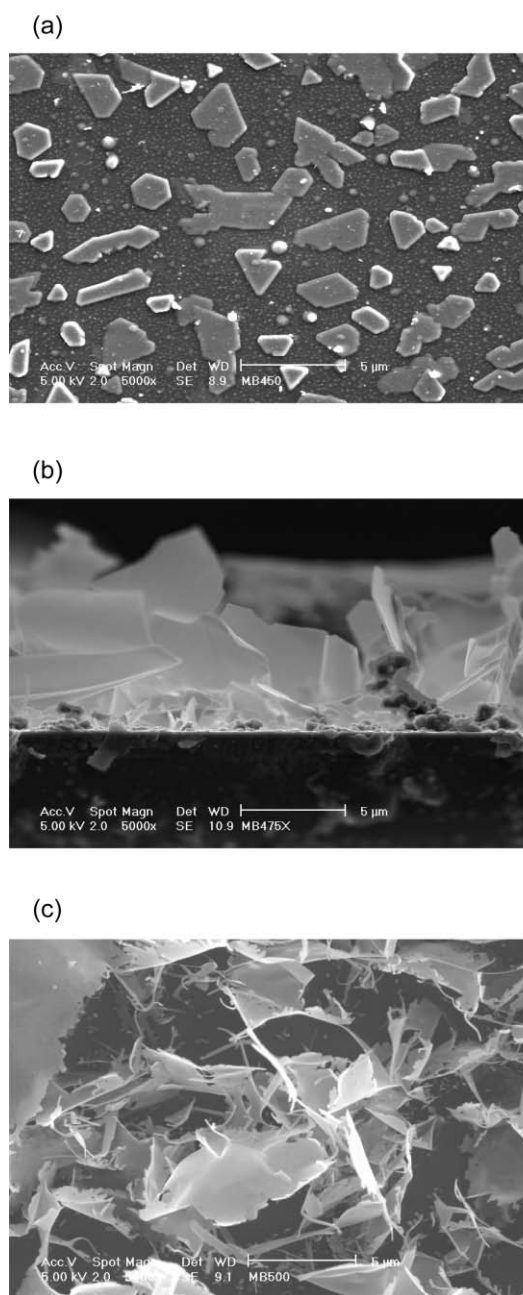 (a)
Acc.V Spot Magn Det WD 5 µm
5.00 kV 2.0 5000x SE 8.9 MB450
(b)
Acc.V Spot Magn Det WD 5 µm
5.00 kV 2.0 5000x SE 10.9 MB475X
(c)
Acc.V Spot Magn Det WD 5 µm
5.00 kV 2.0 5000x SE 9.1 MB500